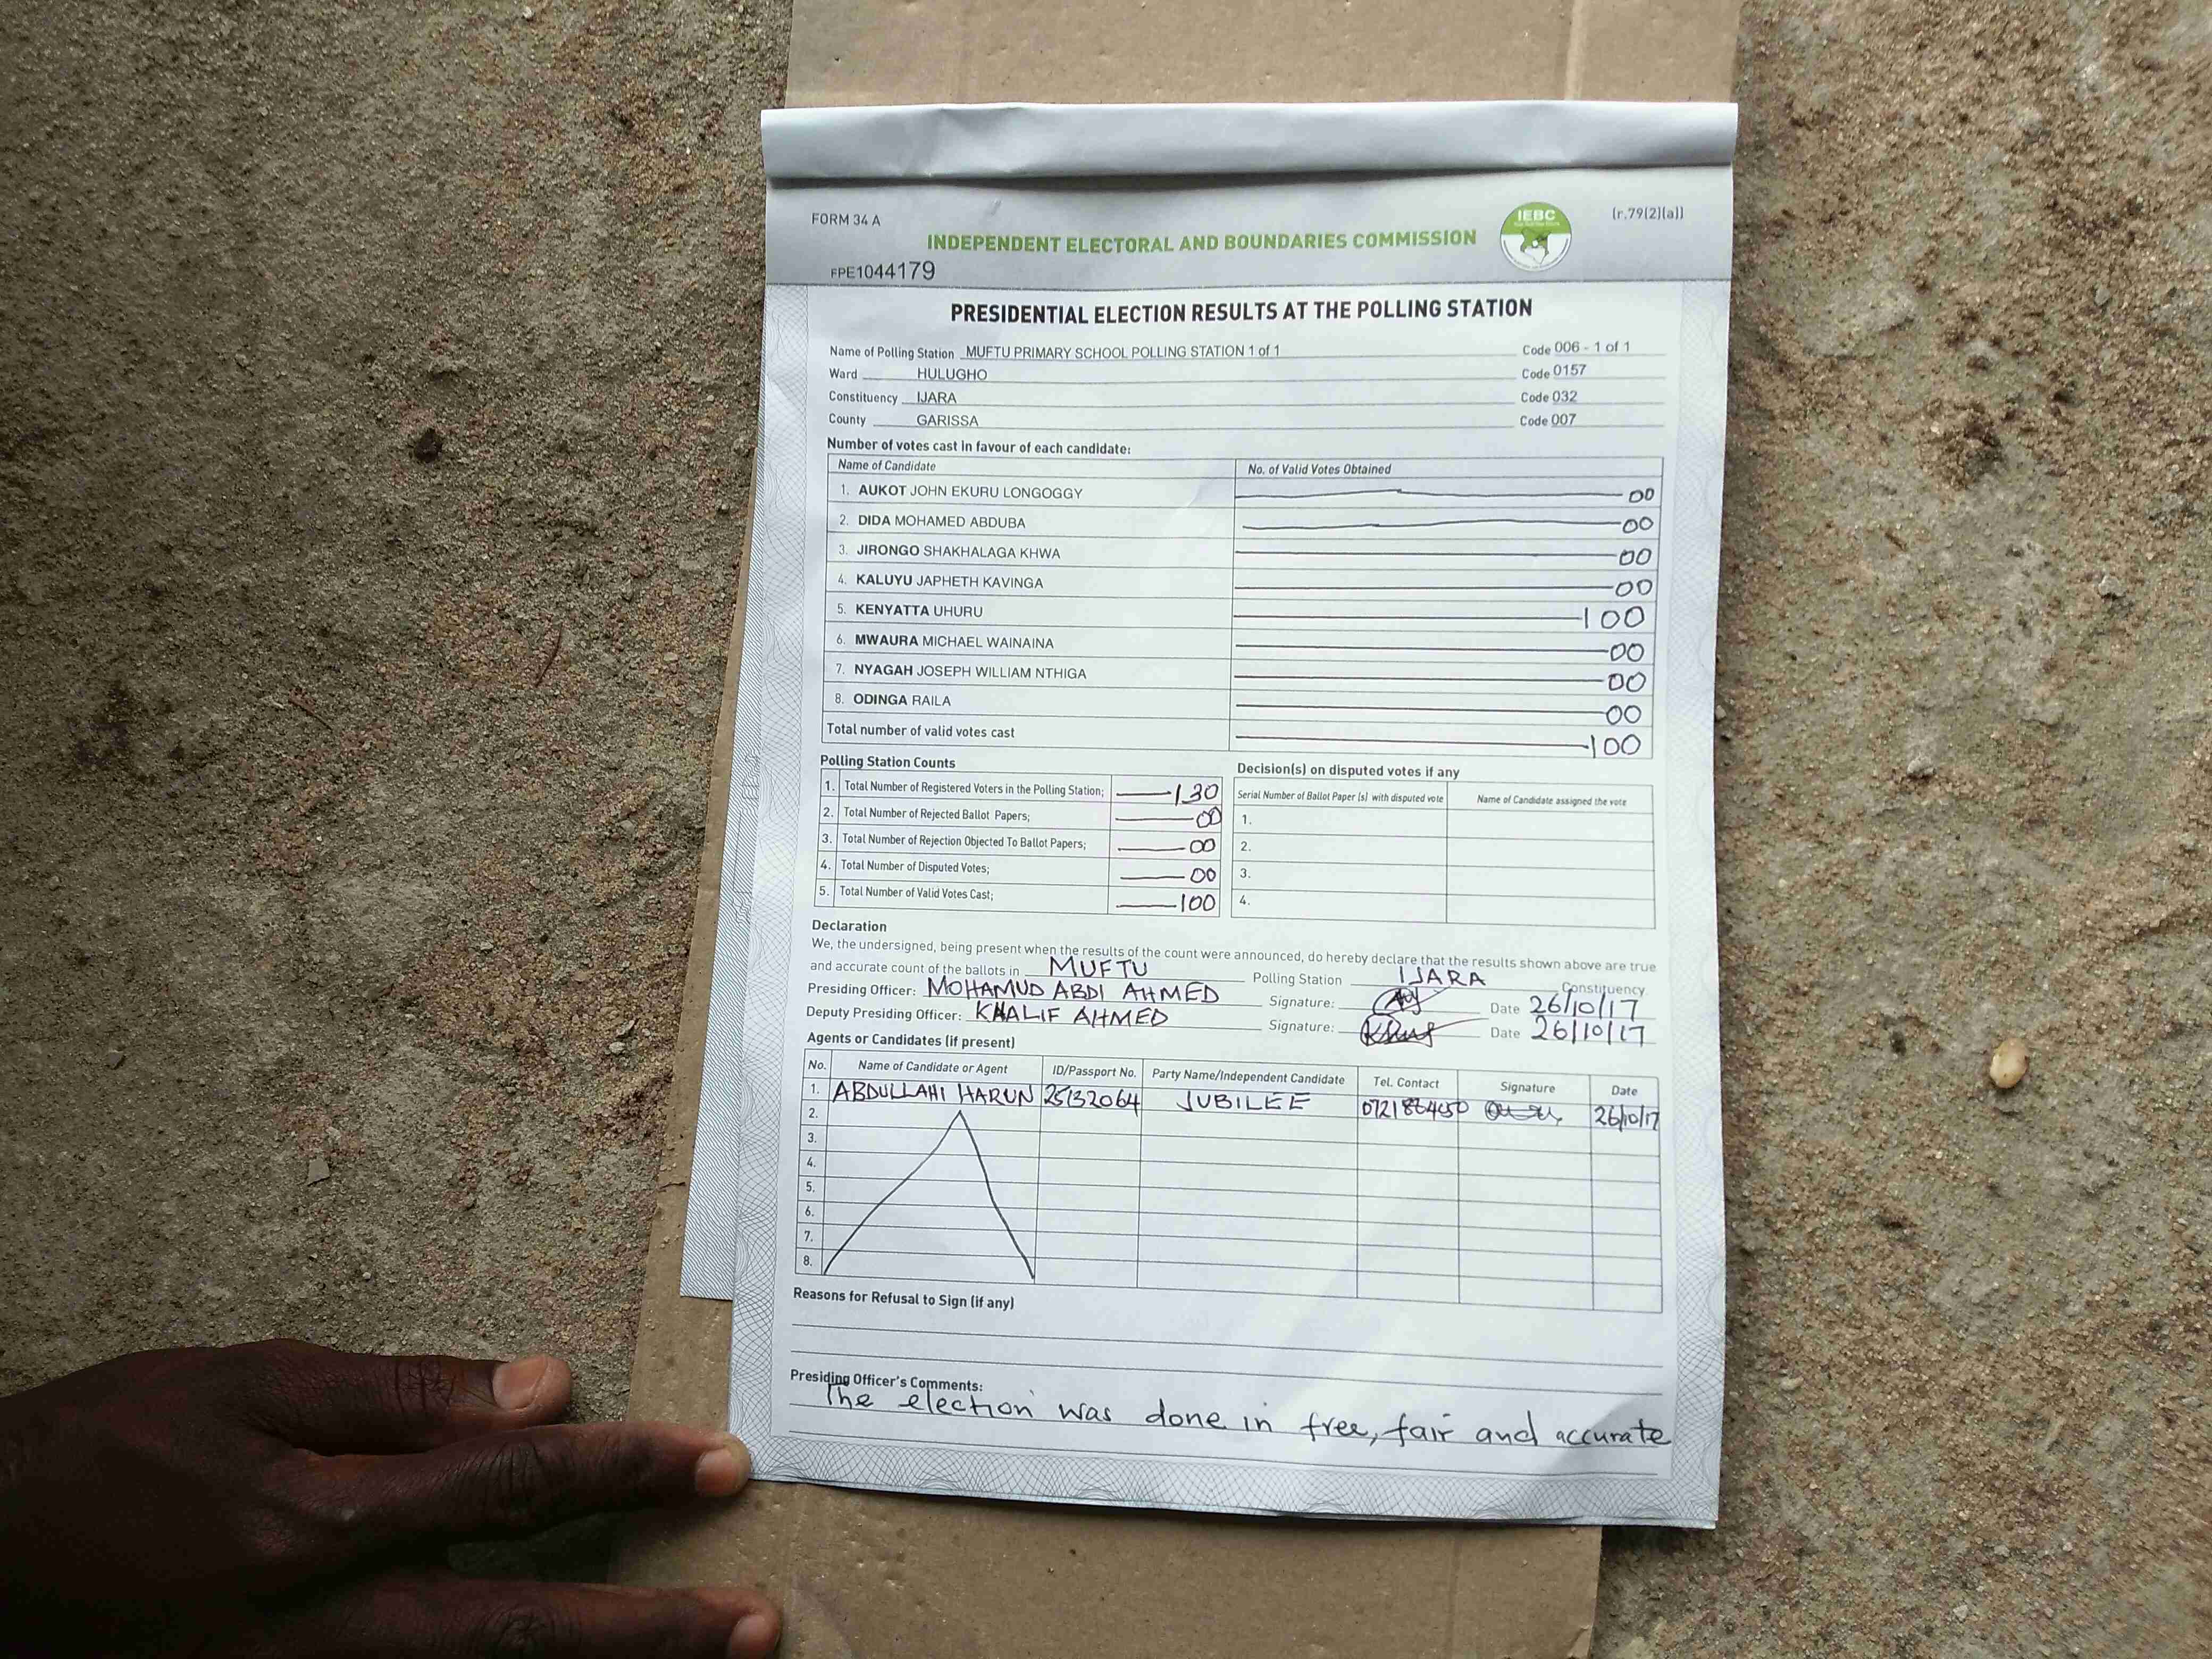 FORM 34 A
IEBC
(r.79(2)(a))
INDEPENDENT ELECTORAL AND BOUNDARIES COMMISSION
FPE1044179
PRESIDENTIAL ELECTION RESULTS AT THE POLLING STATION
Name of Polling Station MUFTU PRIMARY SCHOOL POLLING STATION 1 of 1 Code 006 - 1 of 1
Ward HULUGHO Code 0157
Constituency IJARA Code 032
County GARISSA Code 007
Number of votes cast in favour of each candidate:
Name of Candidate No. of Valid Votes Obtained
1. AUKOT JOHN EKURU LONGOGGY 00
2. DIDA MOHAMED ABDUBA 00
3. JIRONGO SHAKHALAGA KHWA 00
4. KALUYU JAPHETH KAVINGA 00
5. KENYATTA UHURU 100
6. MWAURA MICHAEL WAINAINA 00
7. NYAGAH JOSEPH WILLIAM NTHIGA 00
8. ODINGA RAILA 00
Total number of valid votes cast 100
Polling Station Counts
1. Total Number of Registered Voters in the Polling Station; 130
2. Total Number of Rejected Ballot Papers; 00
3. Total Number of Rejection Objected To Ballot Papers; 00
4. Total Number of Disputed Votes; 00
5. Total Number of Valid Votes Cast; 100
Decision(s) on disputed votes if any
Serial Number of Ballot Paper (s) with disputed vote Name of Candidate assigned the vote
1.
2.
3.
4.
Declaration
We, the undersigned, being present when the results of the count were announced, do hereby declare that the results shown above are true
and accurate count of the ballots in MUFTU Polling Station IJARA Constituency
Presiding Officer: MOHAMUD ABDI AHMED Signature: Date 26/10/17
Deputy Presiding Officer: KHALIF AHMED Signature: Date 26/10/17
Agents or Candidates (if present)
No. Name of Candidate or Agent ID/Passport No. Party Name/Independent Candidate Tel. Contact Signature Date
1. ABDULLAHI HARUN 25132064 JUBILEE 26/10/17
2.
3.
4.
5.
6.
7.
8.
Reasons for Refusal to Sign (if any)
Presiding Officer's Comments:
The election was done in free, fair and accurate